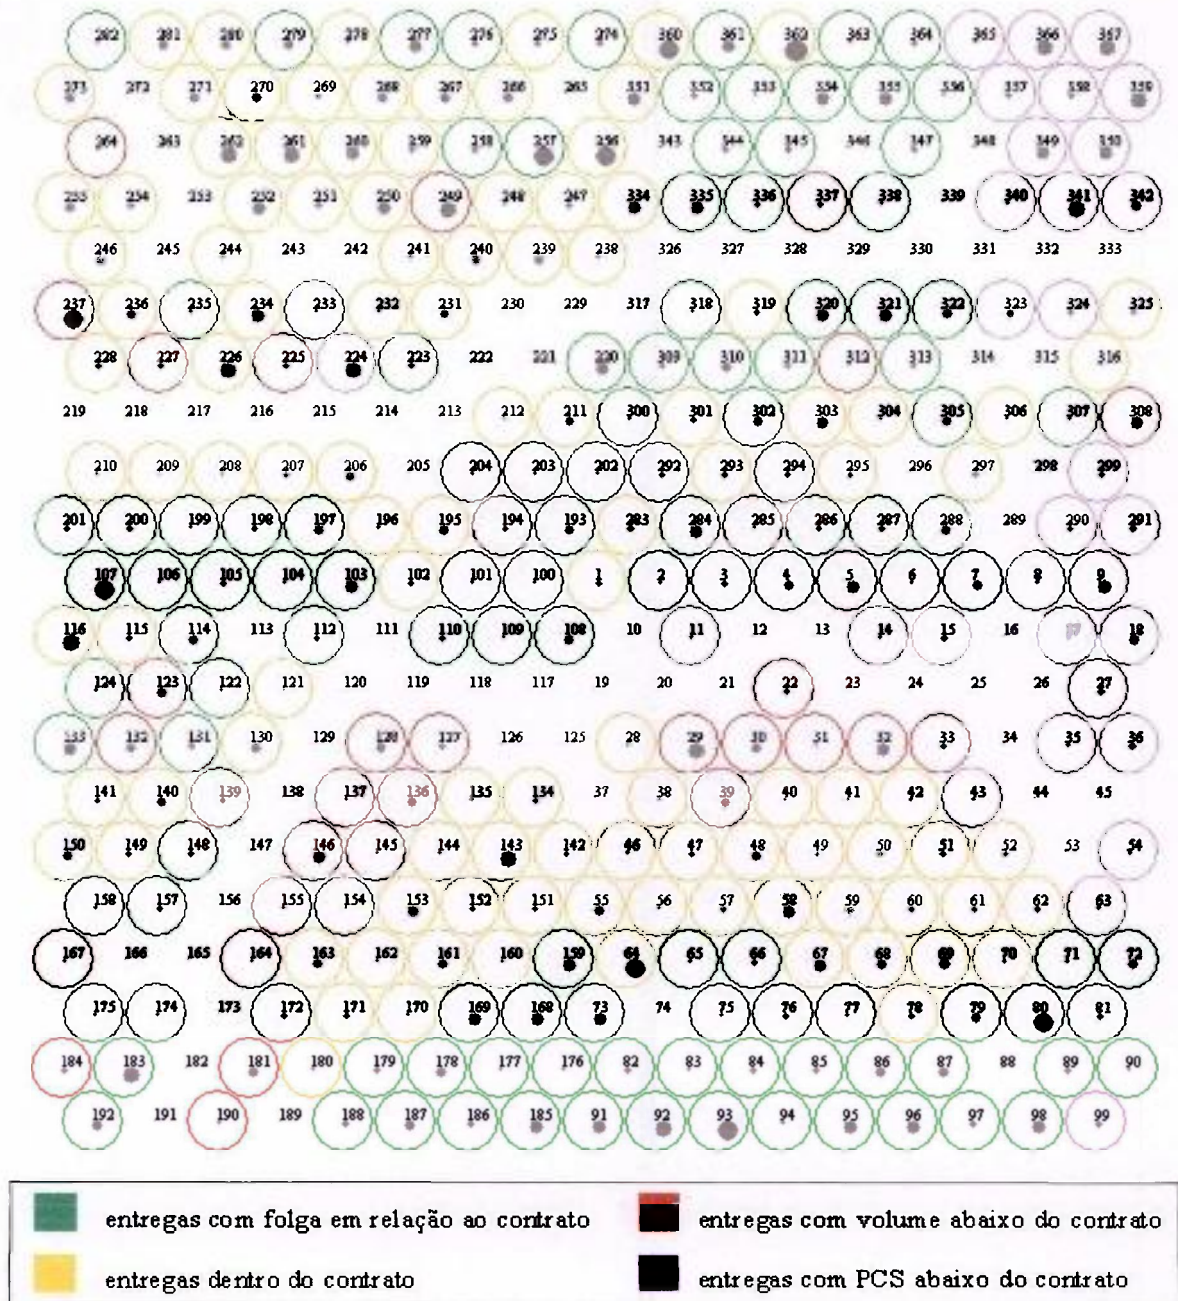 282 281 280 279 278 277 276 275 274 360 361 362 363 364 365 366 367
273 272 271 270 269 268 267 266 265 351 352 353 354 355 356 357 358 359
264 263 262 261 260 259 258 257 256 343 344 345 346 347 348 349 350
255 254 253 252 251 250 249 248 247 334 335 336 337 338 339 340 341 342
246 245 244 243 242 241 240 239 238 326 327 328 329 330 331 332 333
237 236 235 234 233 232 231 230 229 317 318 319 320 321 322 323 324 325
228 227 226 225 224 223 222 221 220 309 310 311 312 313 314 315 316
219 218 217 216 215 214 213 212 211 300 301 302 303 304 305 306 307 308
210 209 208 207 206 205 204 203 202 292 293 294 295 296 297 298 299
201 200 199 198 197 196 195 194 193 283 284 285 286 287 288 289 290 291
107 106 105 104 103 102 101 100 1 2 3 4 5 6 7 8 9
116 115 114 113 112 111 110 109 108 10 11 12 13 14 15 16 17 18
124 123 122 121 120 119 118 117 19 20 21 22 23 24 25 26 27
133 132 131 130 129 128 127 126 125 28 29 30 31 32 33 34 35 36
141 140 139 138 137 136 135 134 37 38 39 40 41 42 43 44 45
150 149 148 147 146 145 144 143 142 46 47 48 49 50 51 52 53 54
158 157 156 155 154 153 152 151 55 56 57 58 59 60 61 62 63
167 166 165 164 163 162 161 160 159 64 65 66 67 68 69 70 71 72
175 174 173 172 171 170 169 168 73 74 75 76 77 78 79 80 81
184 183 182 181 180 179 178 177 176 82 83 84 85 86 87 88 89 90
192 191 190 189 188 187 186 185 91 92 93 94 95 96 97 98 99
entregas com folga em relação ao contrato
entregas com volume abaixo do contrato
entregas dentro do contrato
entregas com PCS abaixo do contrato